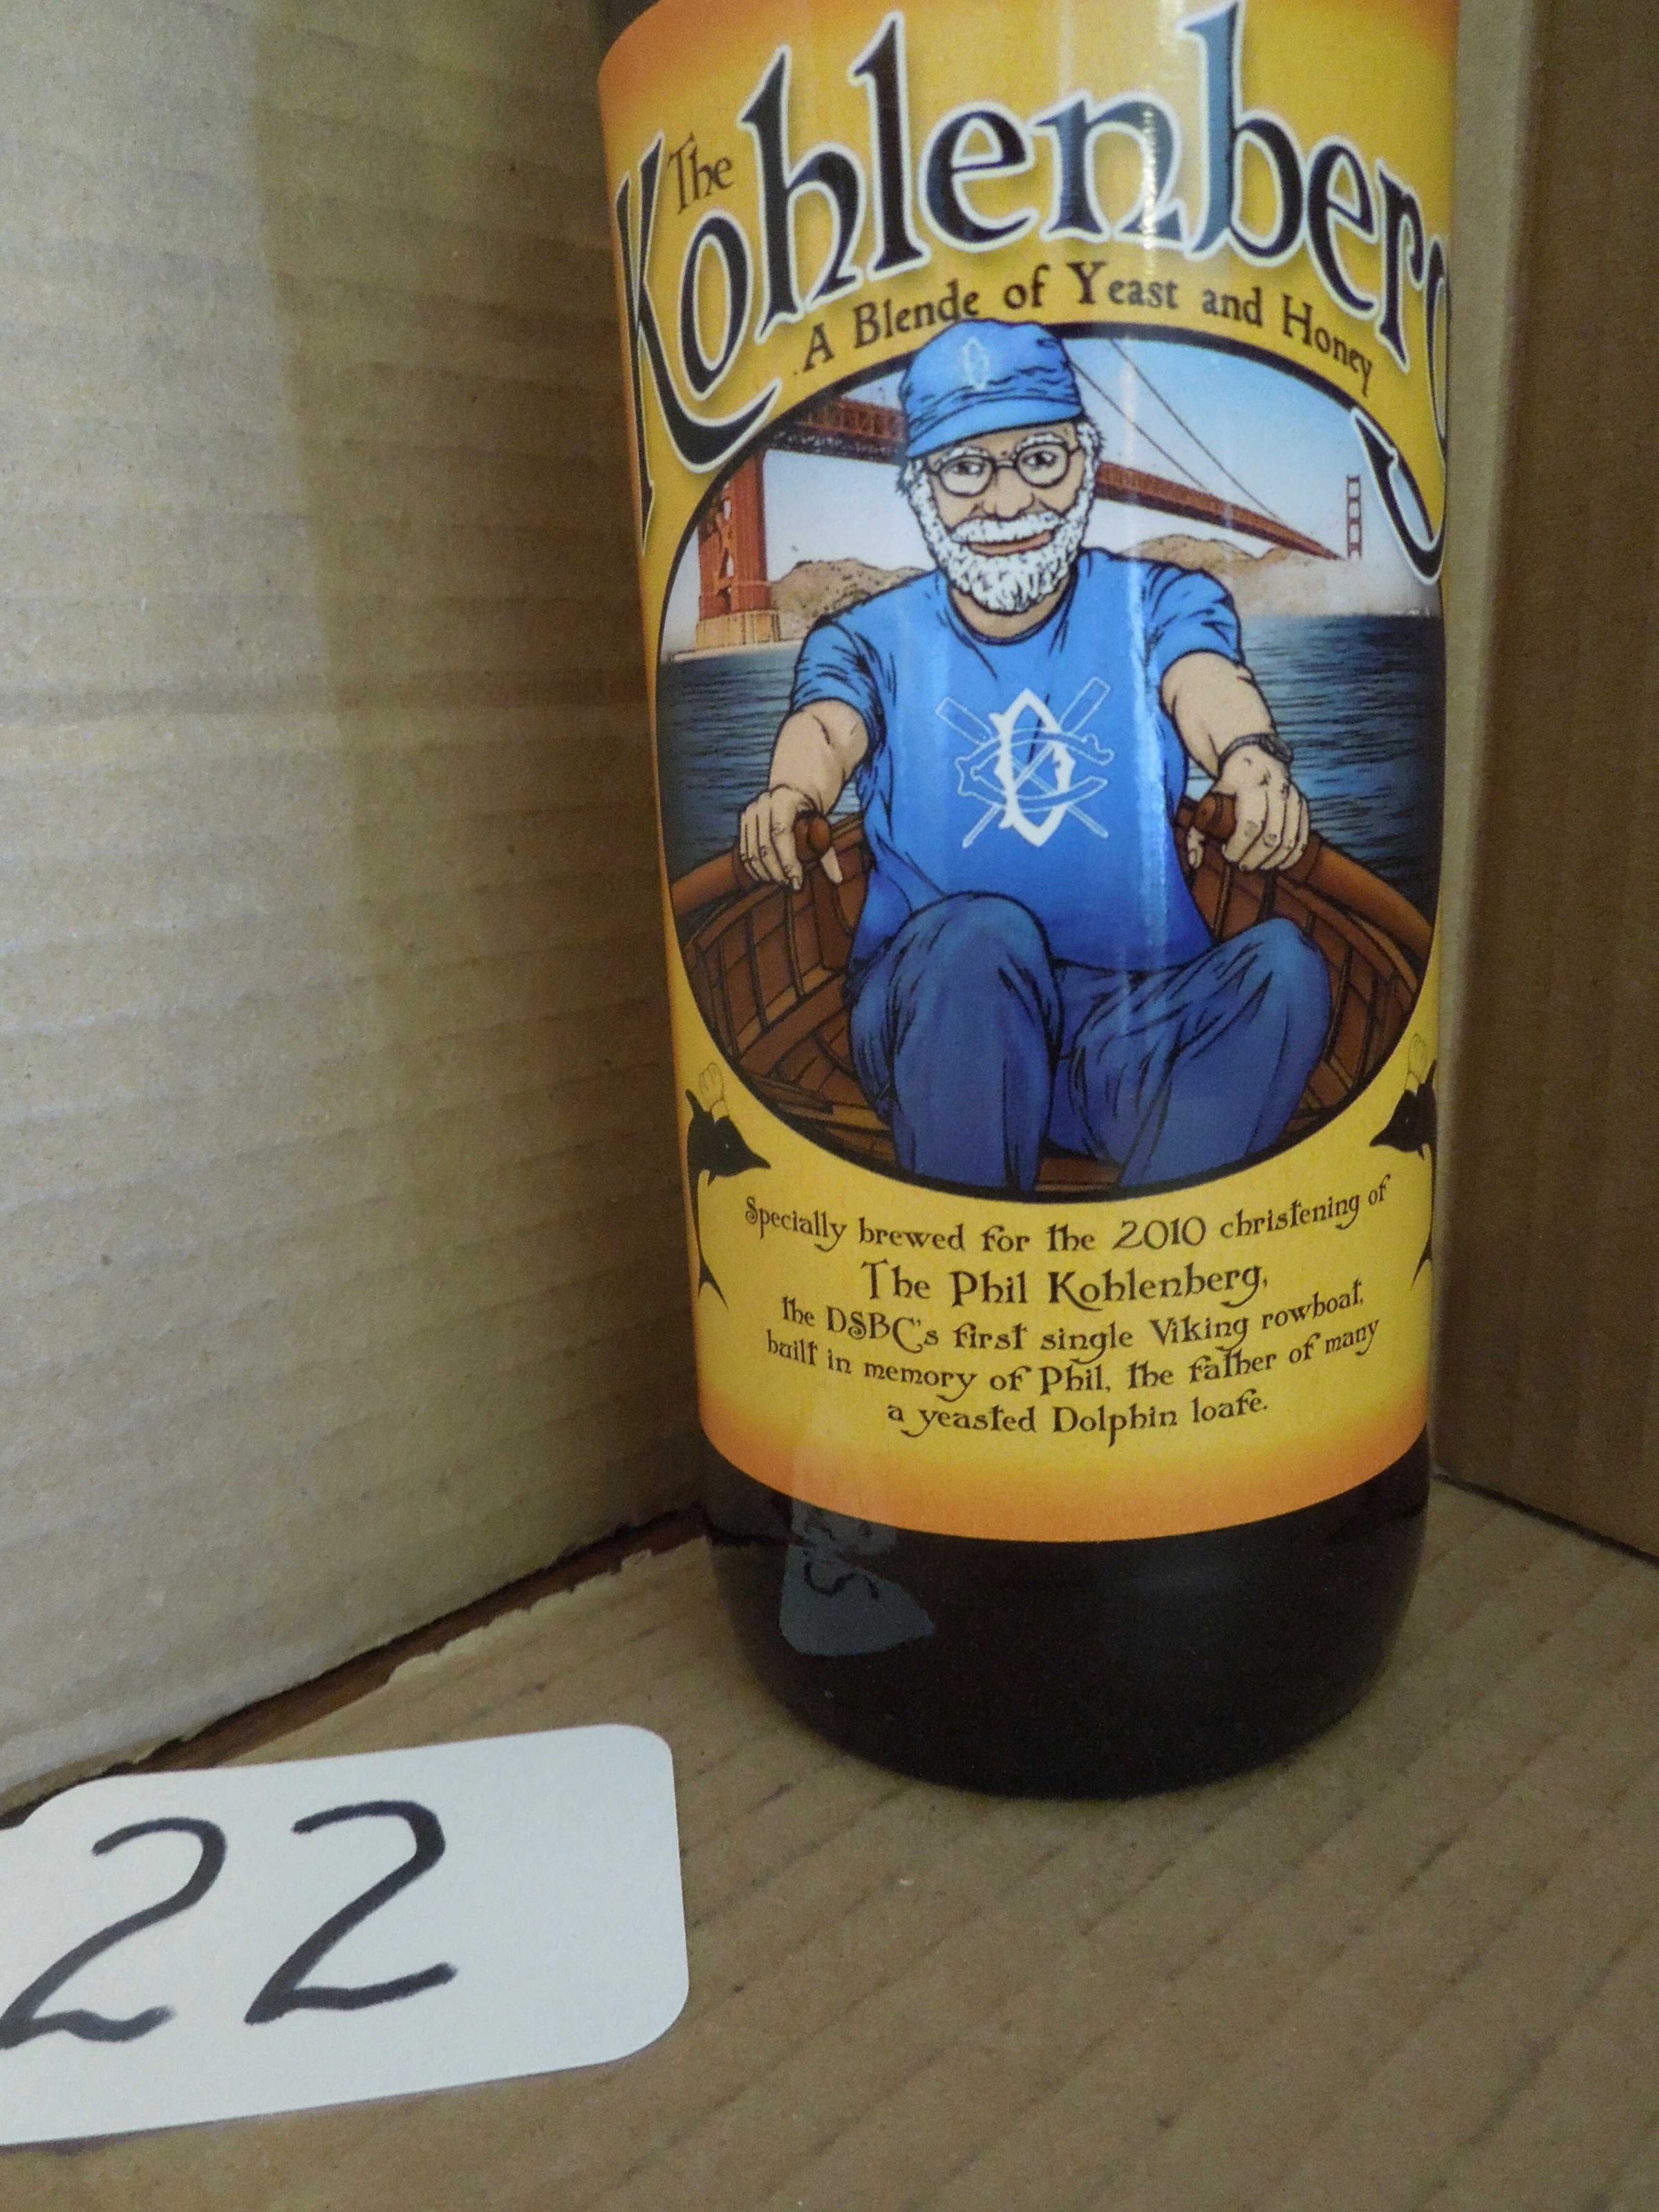 The
Kohlenberg
A Blende of Yeast and Honey
Specially brewed for the 2010 christening of
The Phil Kohlenberg,
the DSBC's first single Viking rowboat,
built in memory of Phil, the father of many
a yeasted Dolphin loafe.
22